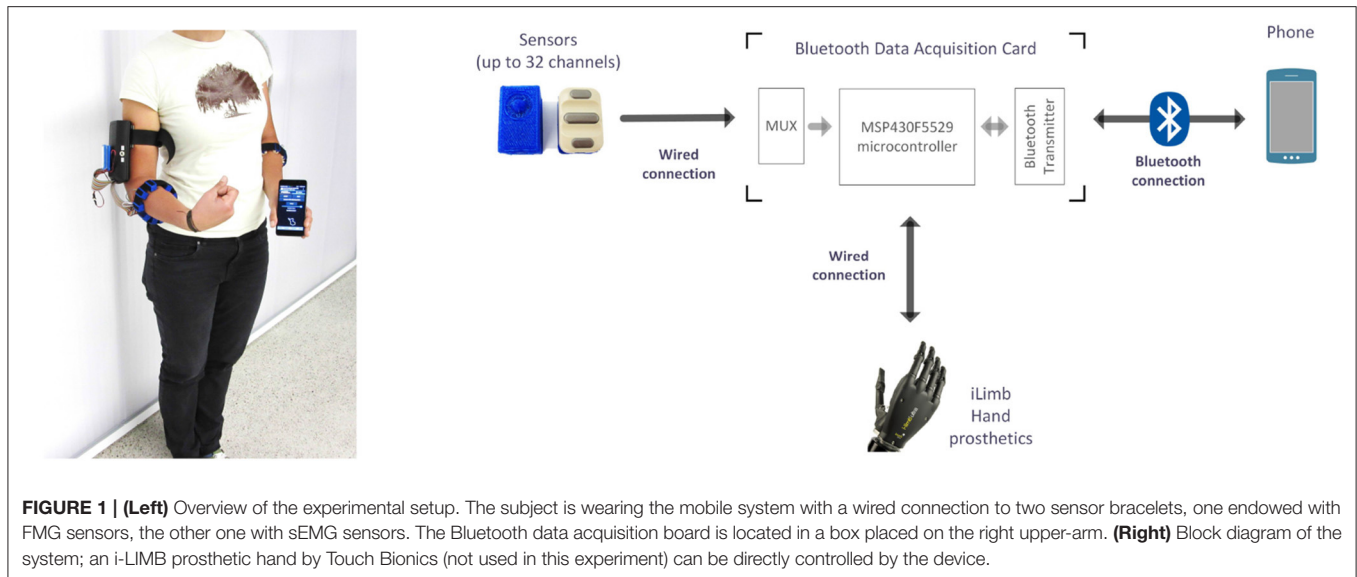 Sensors
(up to 32 channels)
Wired
connection
Bluetooth Data Acquisition Card
MUX
MSP430F5529
microcontroller
Bluetooth
Transmitter
Bluetooth
connection
Phone
Wired
connection
iLimb
Hand
prosthetics
FIGURE 1 | (Left) Overview of the experimental setup. The subject is wearing the mobile system with a wired connection to two sensor bracelets, one endowed with
FMG sensors, the other one with sEMG sensors. The Bluetooth data acquisition board is located in a box placed on the right upper-arm. (Right) Block diagram of the
system; an i-LIMB prosthetic hand by Touch Bionics (not used in this experiment) can be directly controlled by the device.